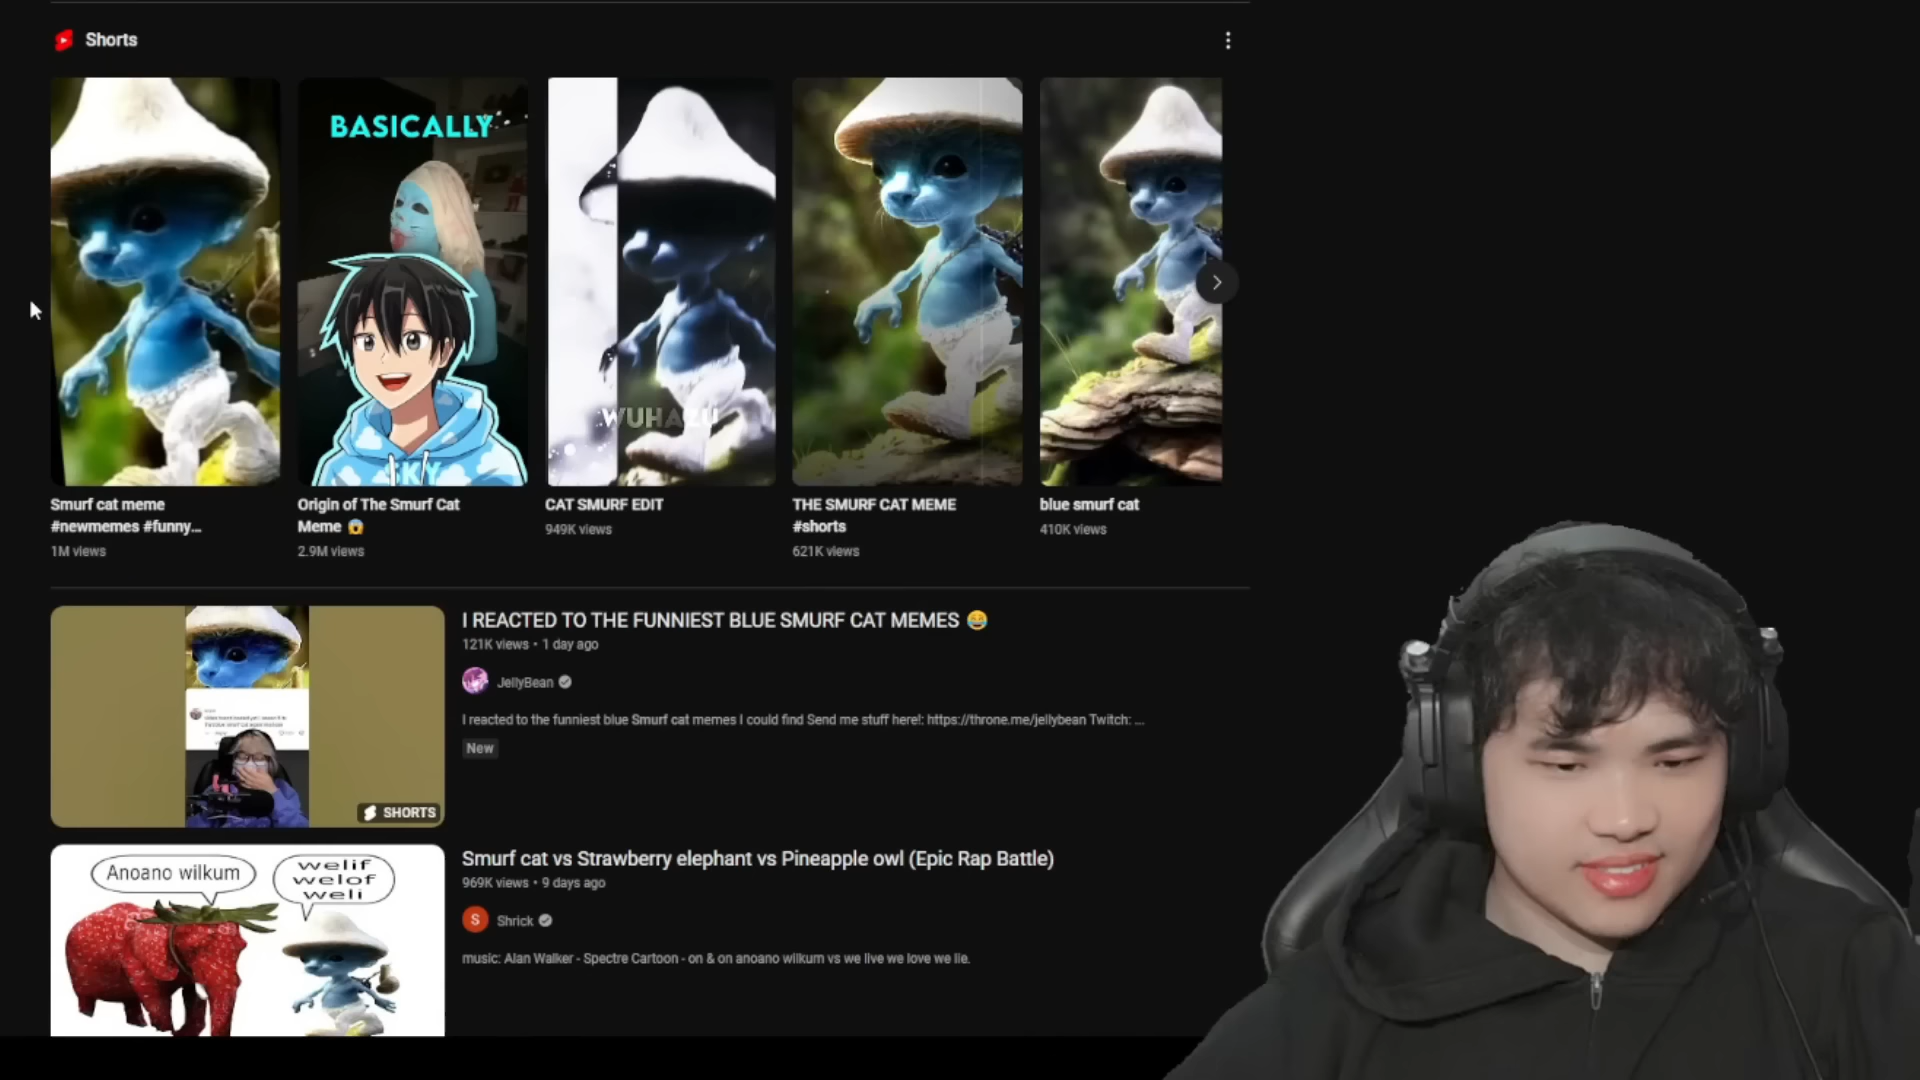 Shorts
BASICALLY
SKY
WUHAZU
Smurf cat meme
#newmemes #funny...
1M views
Origin of The Smurf Cat
Meme 😱
2.9M views
CAT SMURF EDIT
949K views
THE SMURF CAT MEME
#shorts
621K views
blue smurf cat
410K views
I REACTED TO THE FUNNIEST BLUE SMURF CAT MEMES 😂
121K views • 1 day ago
JellyBean
I reacted to the funniest blue Smurf cat memes I could find Send me stuff here!: https://throne.me/jellybean Twitch: ...
New
SHORTS
Anoano wilkum
welif
welof
weli
Smurf cat vs Strawberry elephant vs Pineapple owl (Epic Rap Battle)
969K views • 9 days ago
S
Shrick
music: Alan Walker - Spectre Cartoon - on & on anoano wilkum vs we live we love we lie.